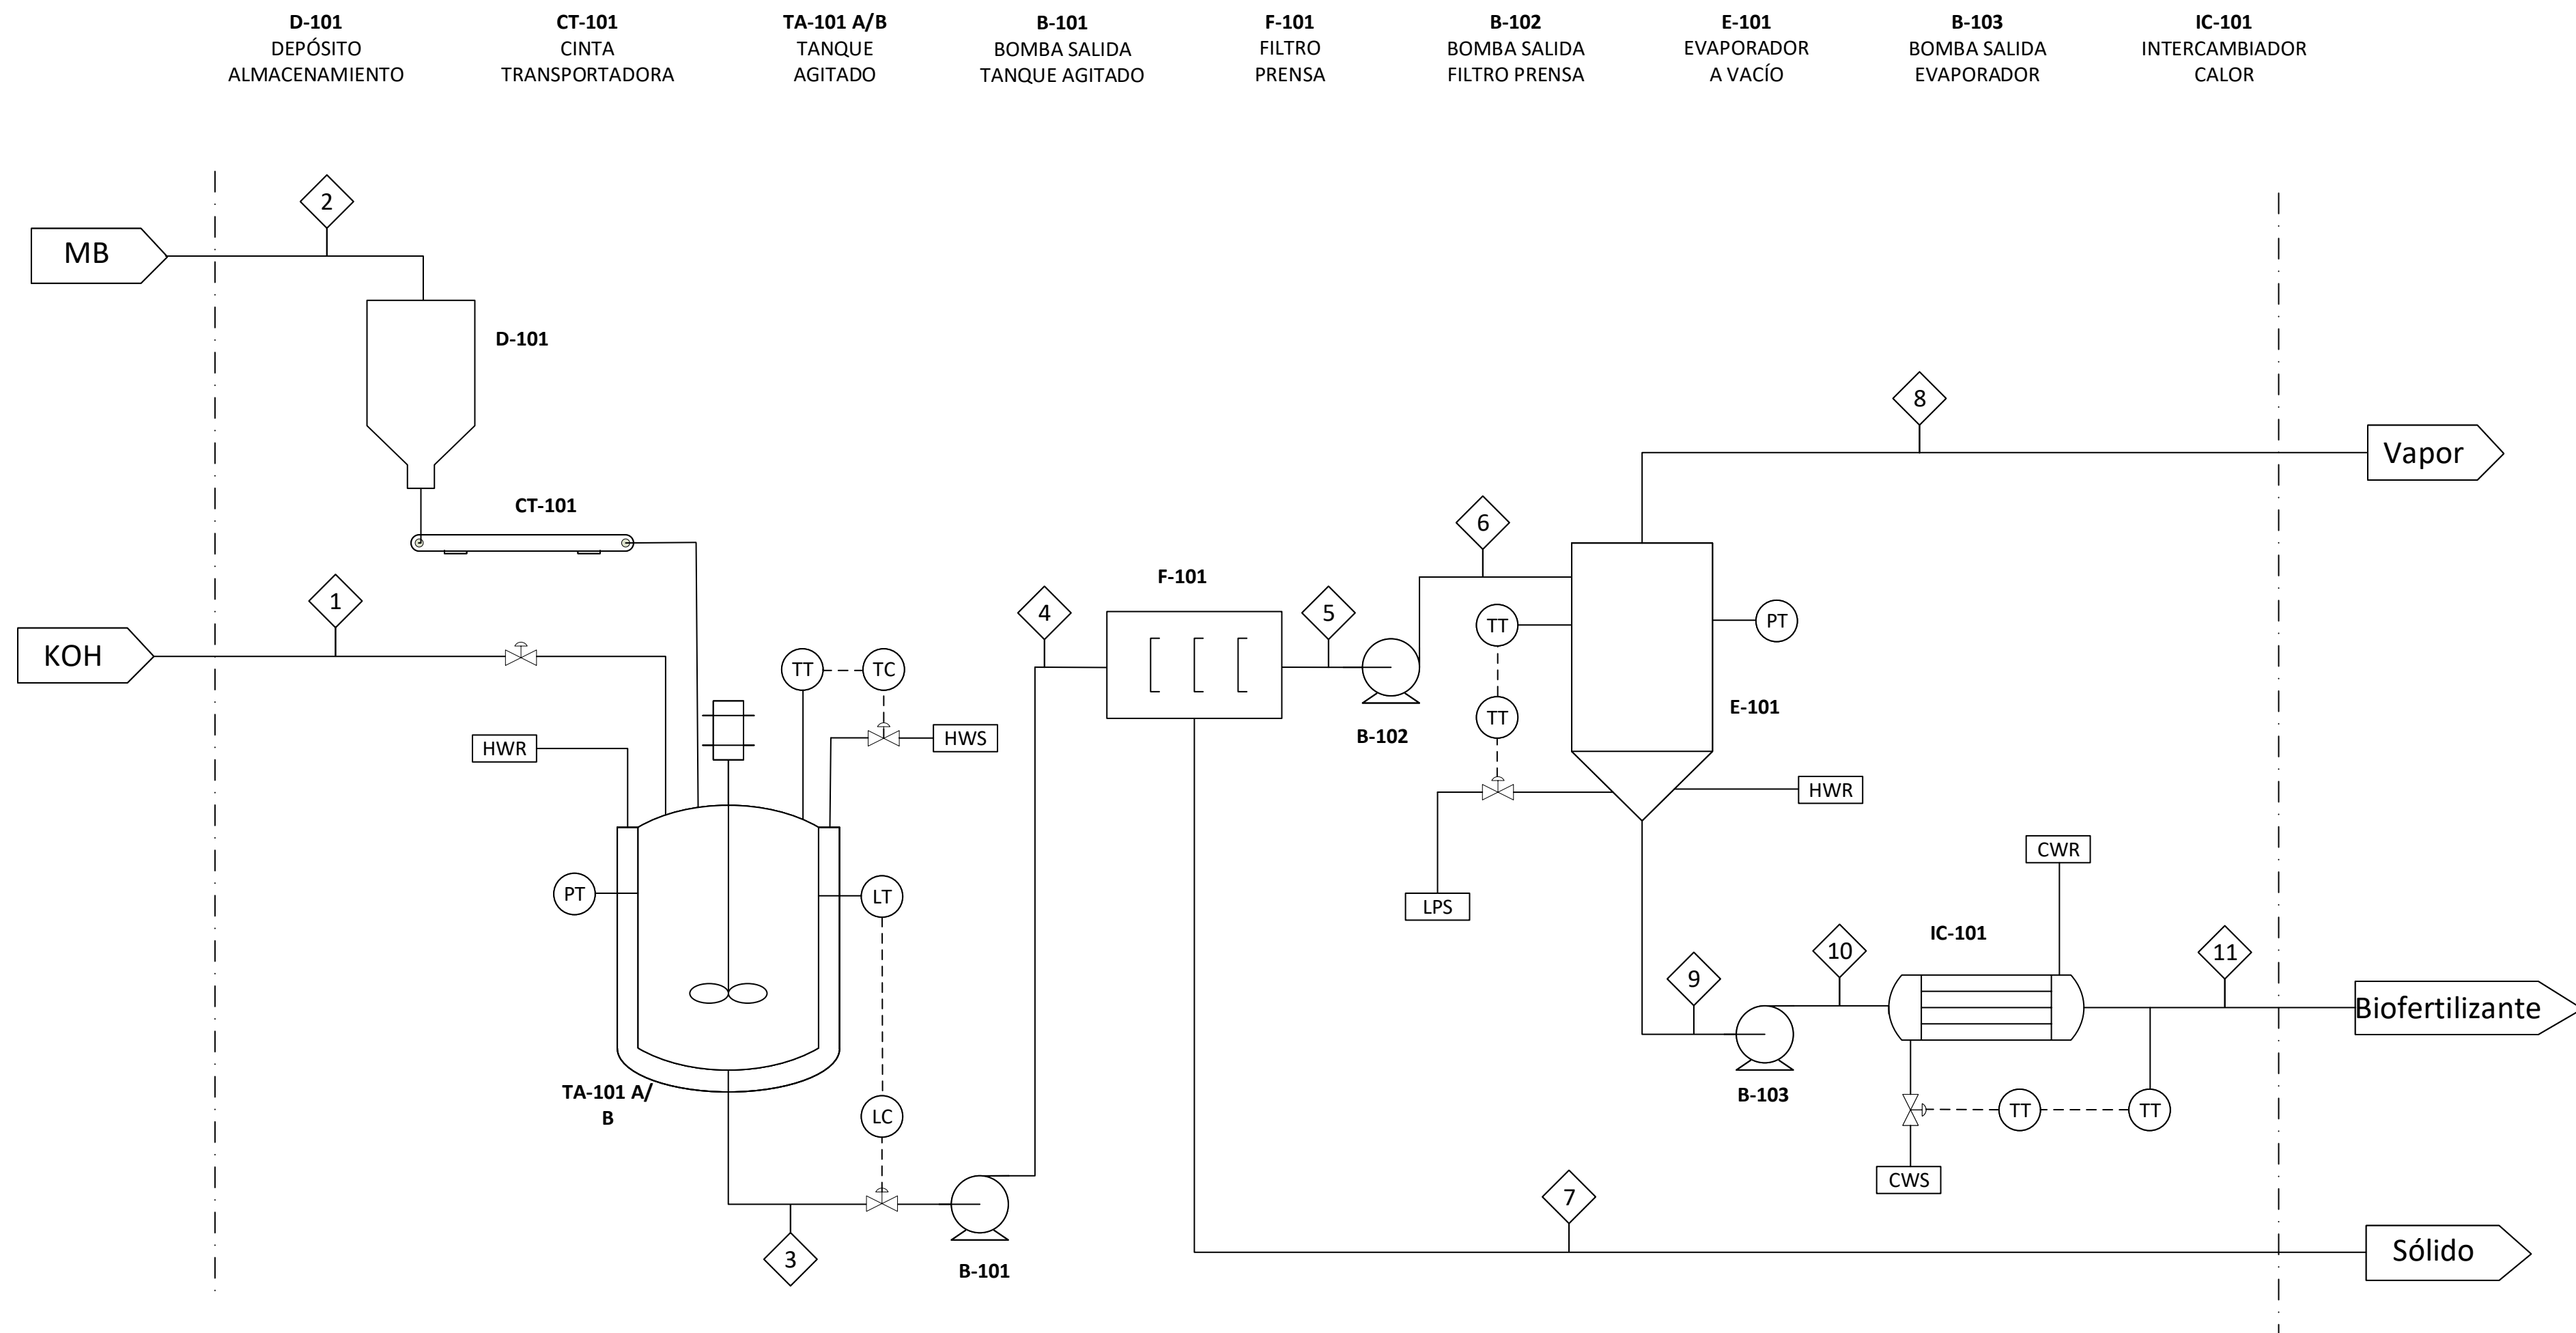 D-101
DEPÓSITO
ALMACENAMIENTO
CT-101
CINTA
TRANSPORTADORA
TA-101 A/B
TANQUE
AGITADO
B-101
BOMBA SALIDA
TANQUE AGITADO
F-101
FILTRO
PRENSA
B-102
BOMBA SALIDA
FILTRO PRENSA
E-101
EVAPORADOR
A VACÍO
B-103
BOMBA SALIDA
EVAPORADOR
IC-101
INTERCAMBIADOR
CALOR
2
MB
D-101
8
Vapor
CT-101
6
F-101
1
4
5
TT
PT
KOH
TT
TC
E-101
TT
B-102
HWR
HWS
HWR
CWR
PT
LT
LPS
IC-101
10
11
9
Biofertilizante
TA-101 A/
B
LC
B-103
TT
TT
CWS
7
3
B-101
Sólido